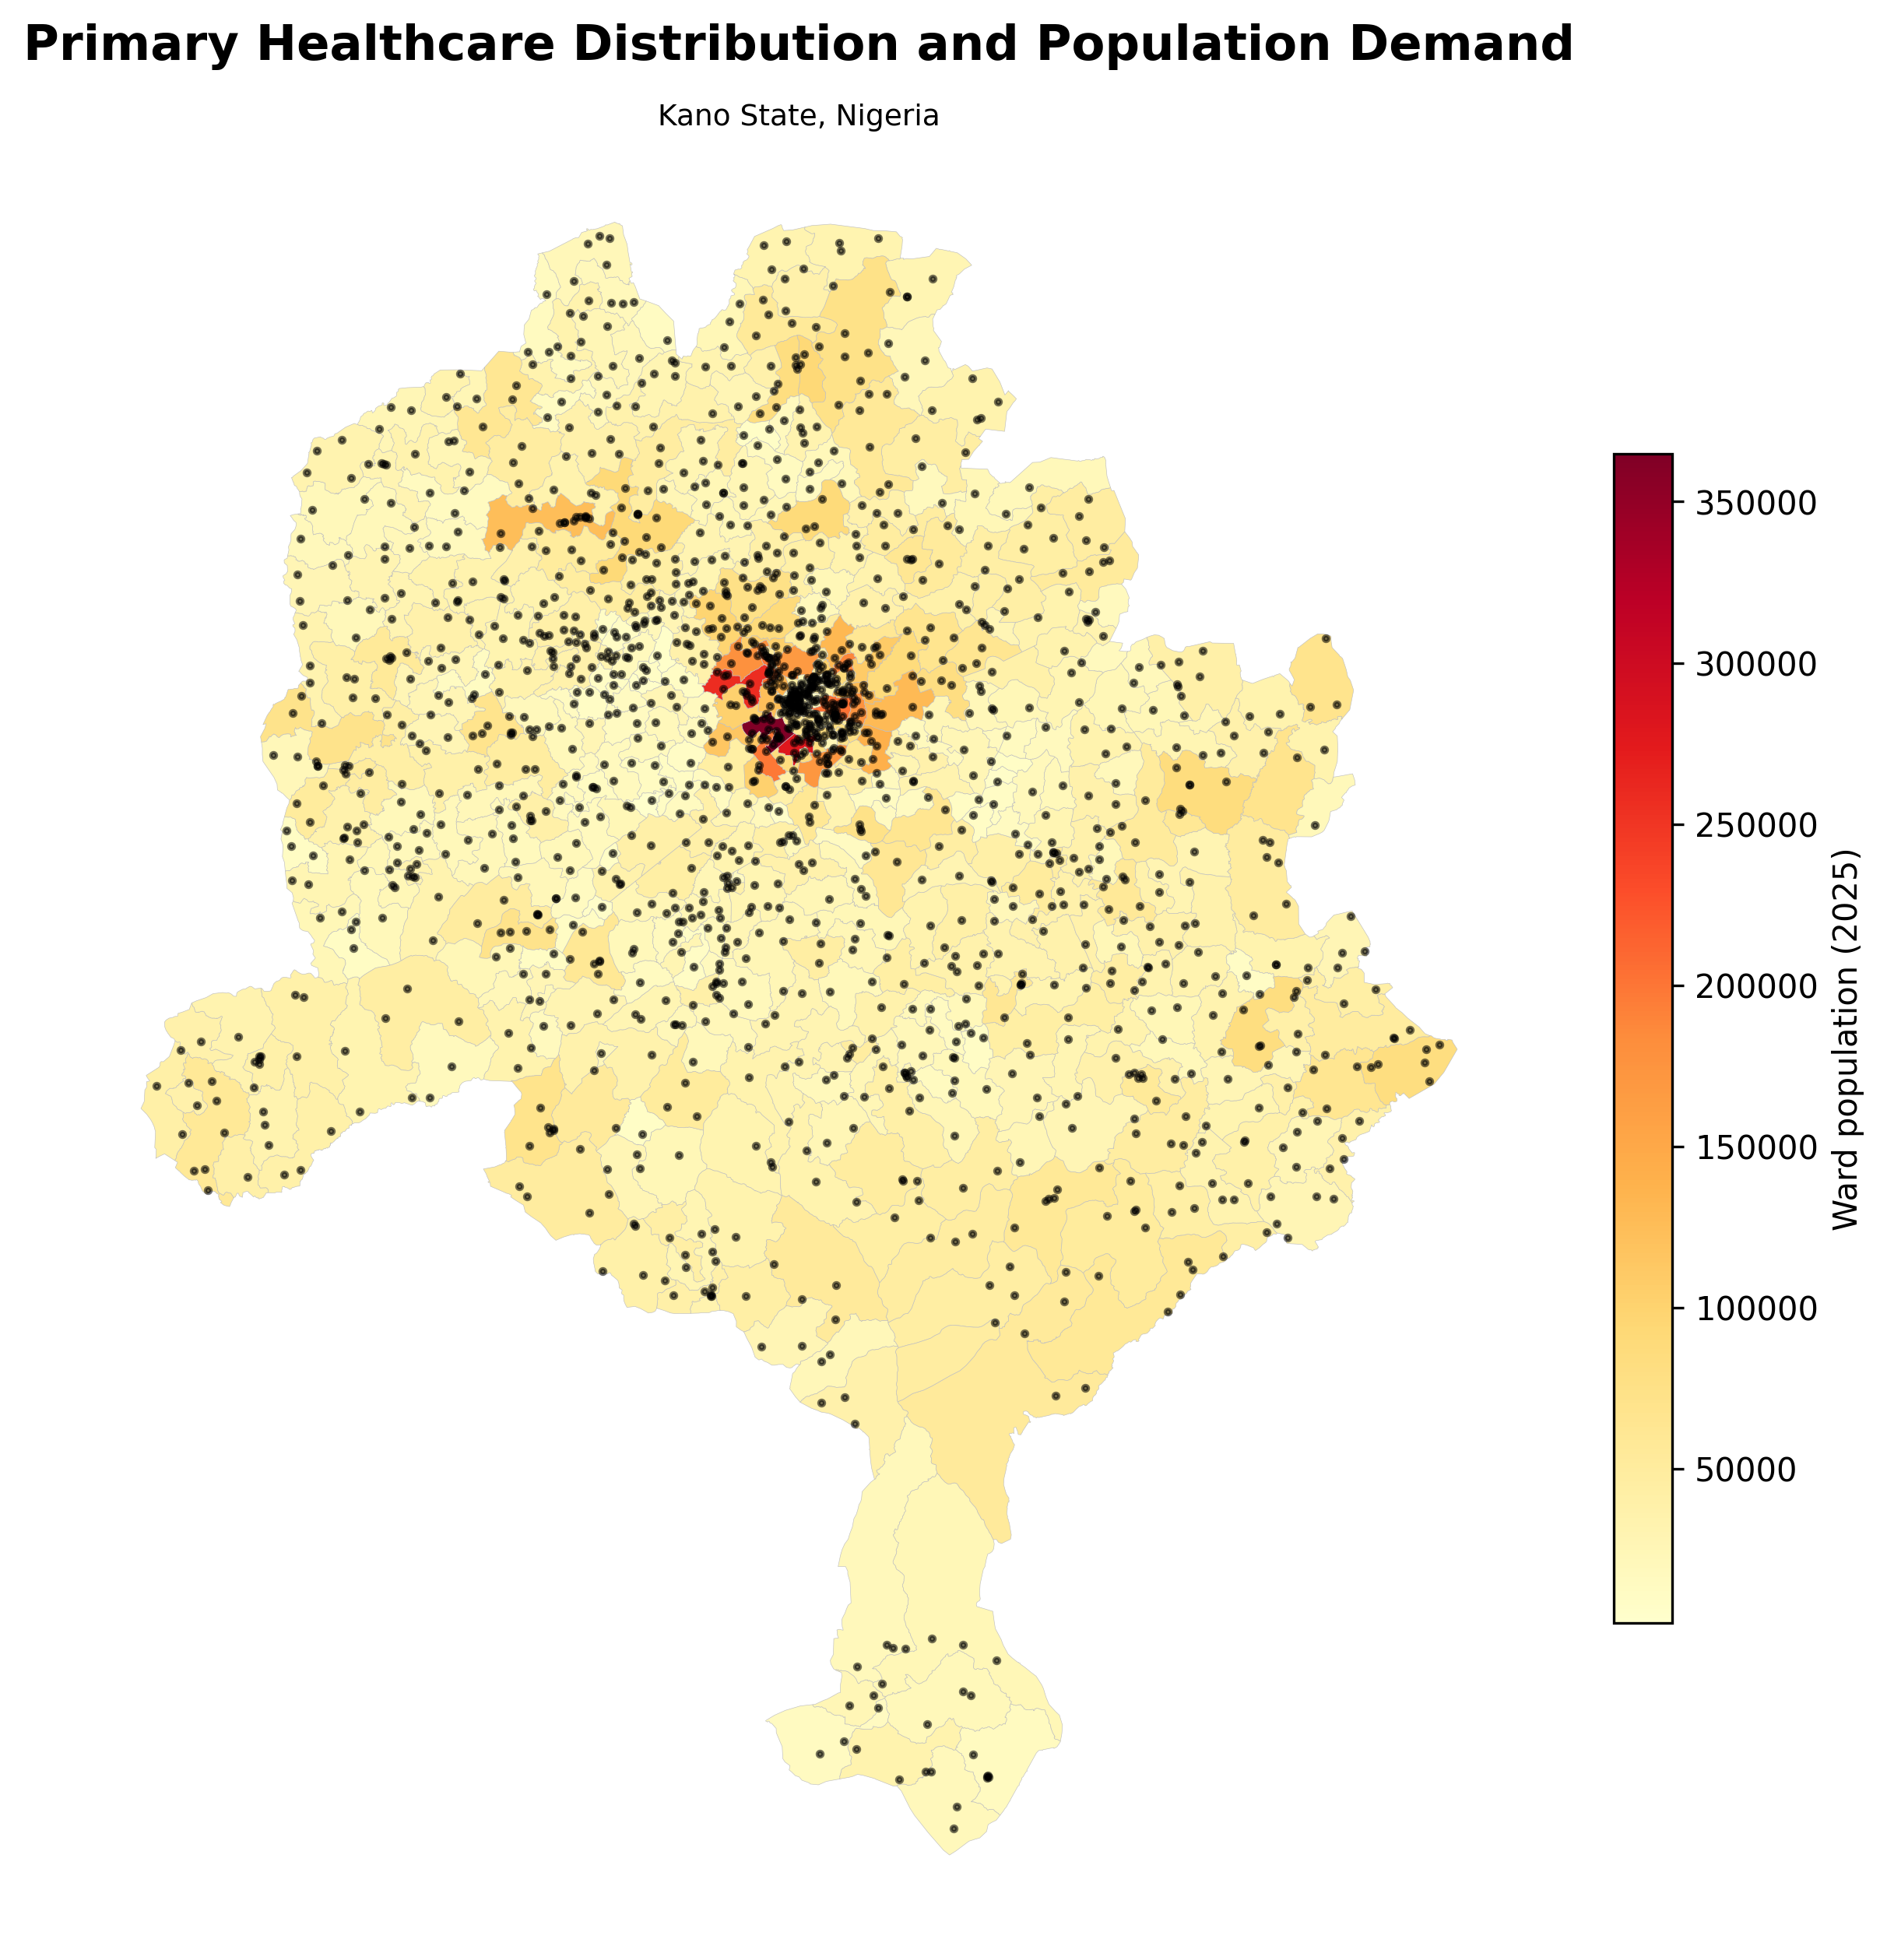 Primary Healthcare Distribution and Population Demand
Kano State, Nigeria
350000
300000
250000
200000
150000
100000
50000
Ward population (2025)